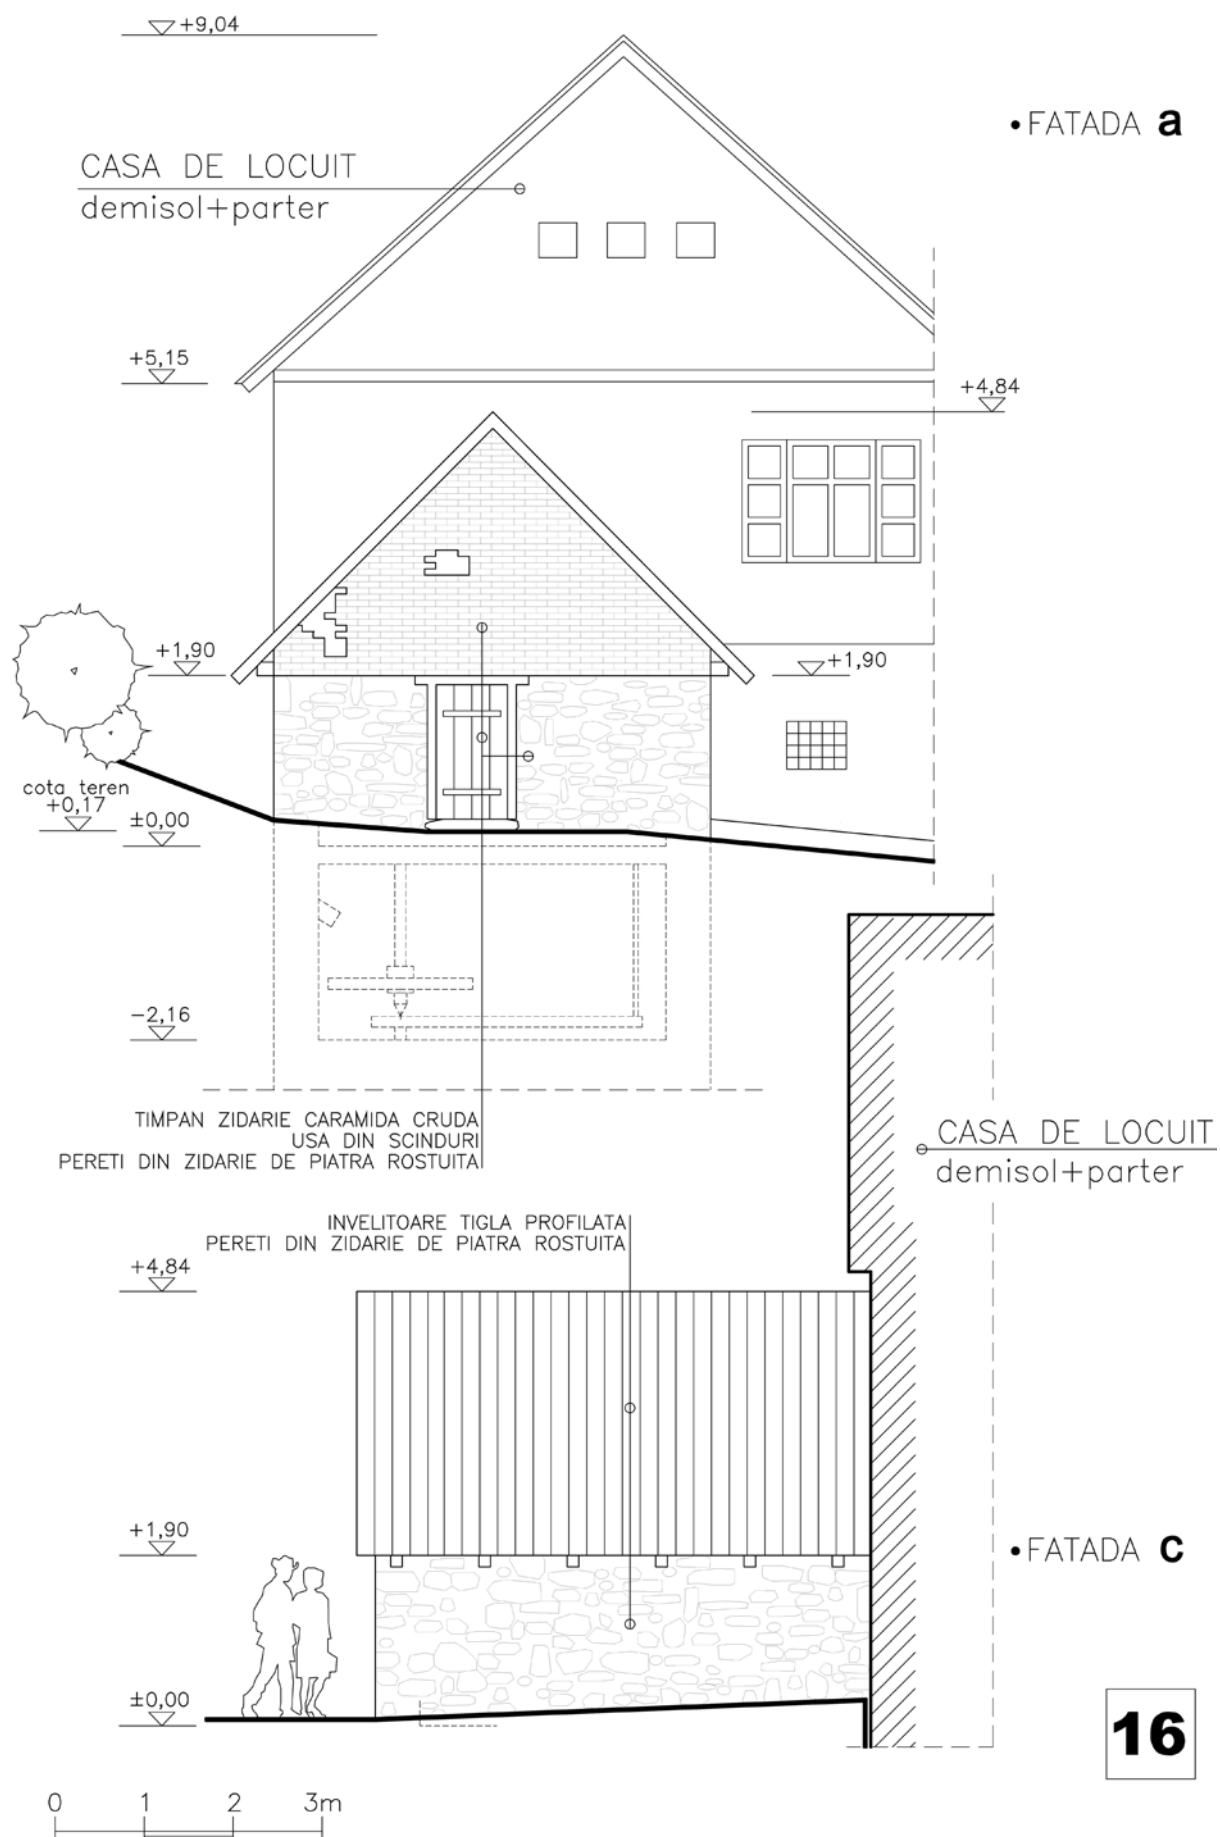 +9,04
• FATADA a
CASA DE LOCUIT
demisol+parter
+5,15
+4,84
+1,90
+1,90
cota teren
+0,17
±0,00
-2,16
TIMPAN ZIDARIE CARAMIDA CRUDA
USA DIN SCINDURI
PERETI DIN ZIDARIE DE PIATRA ROSTUITA
CASA DE LOCUIT
demisol+parter
INVELITOARE TIGLA PROFILATA
PERETI DIN ZIDARIE DE PIATRA ROSTUITA
+4,84
+1,90
• FATADA C
±0,00
16
0 1 2 3m